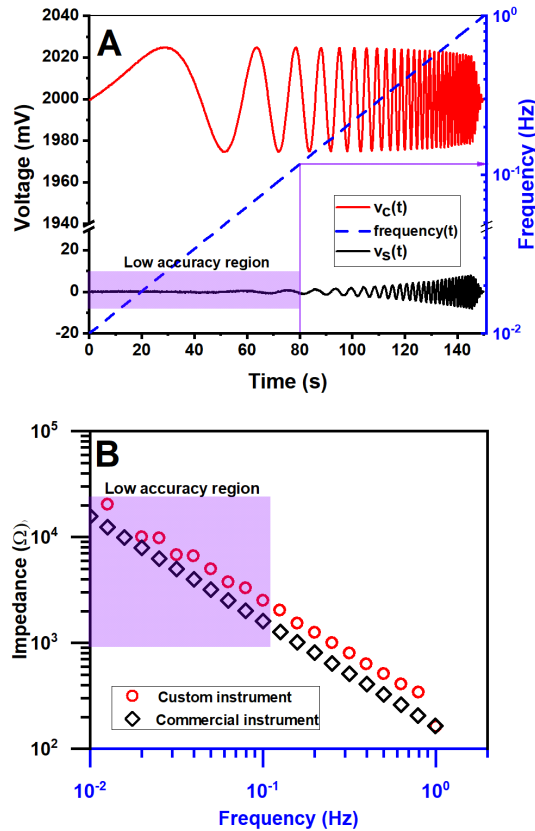 A
Voltage (mV)
2040
2020
2000
1980
1960
1940
20
0
-20
Low accuracy region
v_C(t)
frequency(t)
v_S(t)
10^0
10^-1
10^-2
Frequency (Hz)
0 20 40 60 80 100 120 140
Time (s)
B
Impedance (Ω)
10^5
10^4
10^3
10^2
Low accuracy region
Custom instrument
Commercial instrument
10^-2 10^-1 10^0
Frequency (Hz)